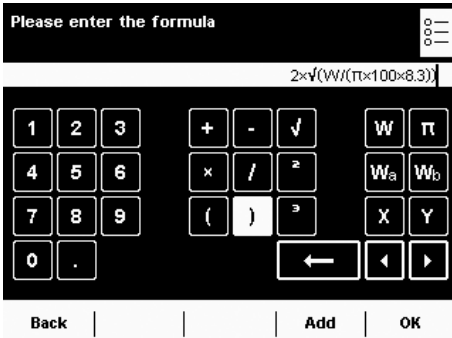 Please enter the formula
2×√(W/(π×100×8.3))
1 2 3 + - √ W π
4 5 6 × / ² Wa Wb
7 8 9 ( ) ³ X Y
0 .
Back Add OK